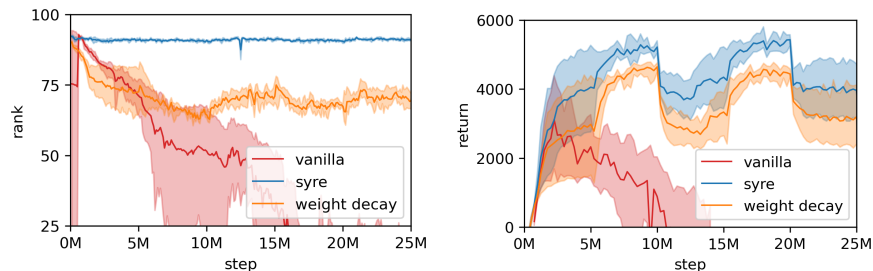 100
75
50
25
rank
0M 5M 10M 15M 20M 25M
step
vanilla
syre
weight decay
6000
4000
2000
0
return
0M 5M 10M 15M 20M 25M
step
vanilla
syre
weight decay